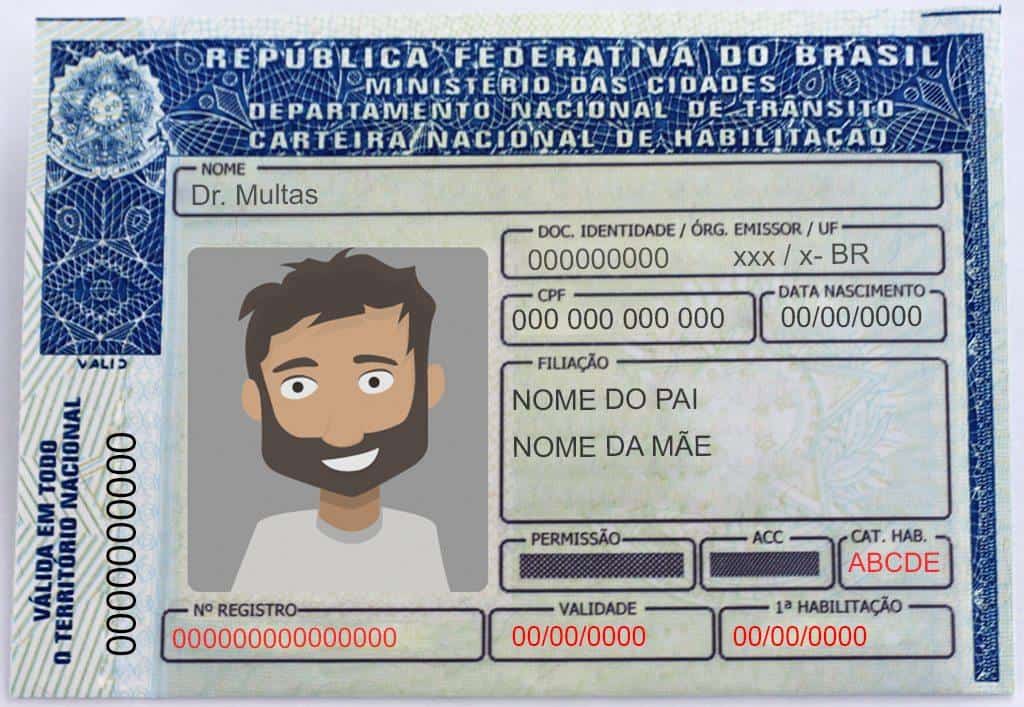 REPÚBLICA FEDERATIVA DO BRASIL
MINISTÉRIO DAS CIDADES
DEPARTAMENTO NACIONAL DE TRÂNSITO
CARTEIRA NACIONAL DE HABILITAÇÃO
NOME
Dr. Multas
DOC. IDENTIDADE / ÓRG. EMISSOR / UF
000000000 xxx / x- BR
CPF
000 000 000 000
DATA NASCIMENTO
00/00/0000
FILIAÇÃO
NOME DO PAI
NOME DA MÃE
PERMISSÃO
ACC
CAT. HAB.
ABCDE
Nº REGISTRO
000000000000000
VALIDADE
00/00/0000
1ª HABILITAÇÃO
00/00/0000
VÁLIDA EM TODO
O TERRITÓRIO NACIONAL
0000000000